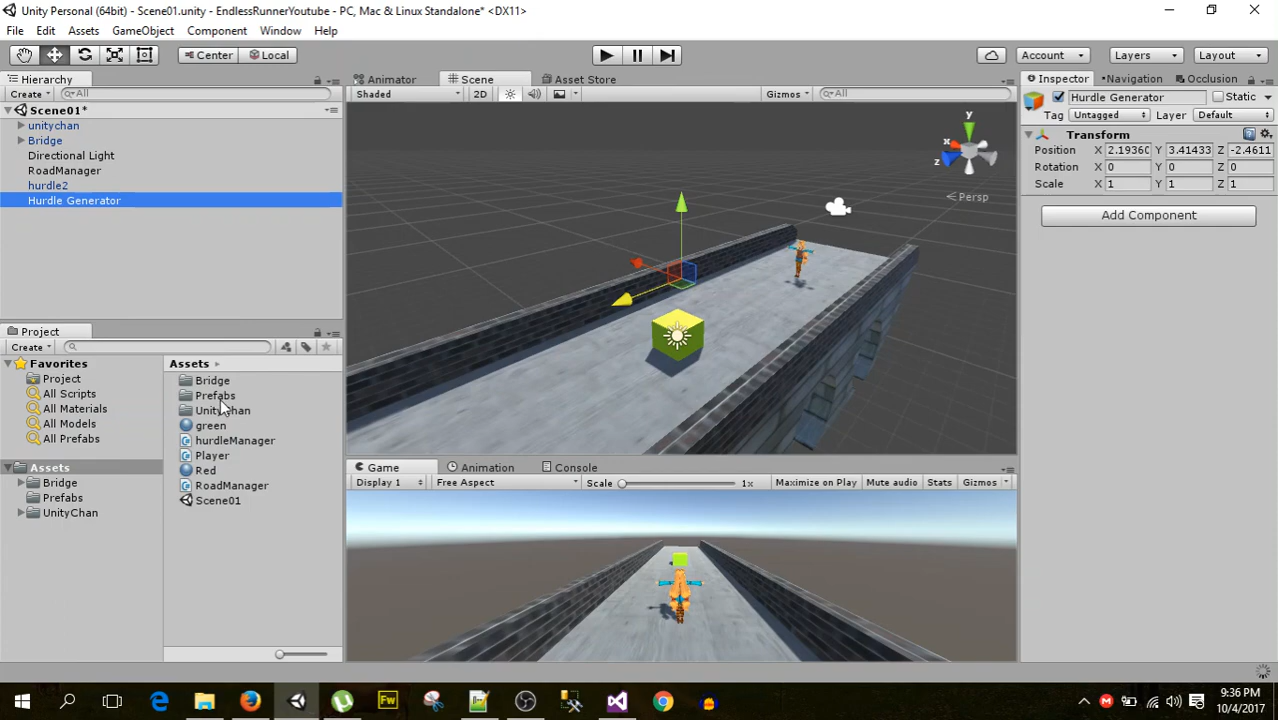 Unity Personal (64bit) - Scene01.unity - EndlessRunnerYoutube - PC, Mac & Linux Standalone* <DX11>
File Edit Assets GameObject Component Window Help
Center Local Account Layers Layout
Hierarchy
Create All
Scene01*
unitychan
Bridge
Directional Light
RoadManager
hurdle2
Hurdle Generator
Animator Scene Asset Store
Shaded 2D Gizmos All
y
x
z
Persp
Inspector Navigation Occlusion
Hurdle Generator Static
Tag Untagged Layer Default
Transform
Position X 2.1936 Y 3.41433 Z -2.4611
Rotation X 0 Y 0 Z 0
Scale X 1 Y 1 Z 1
Add Component
Project
Create
Favorites
Project
All Scripts
All Materials
All Models
All Prefabs
Assets
Bridge
Prefabs
UnityChan
Assets
Bridge
Prefabs
UnityChan
green
hurdleManager
Player
Red
RoadManager
Scene01
Game Animation Console
Display 1 Free Aspect Scale 1x Maximize on Play Mute audio Stats Gizmos
Fw
9:36 PM
10/4/2017